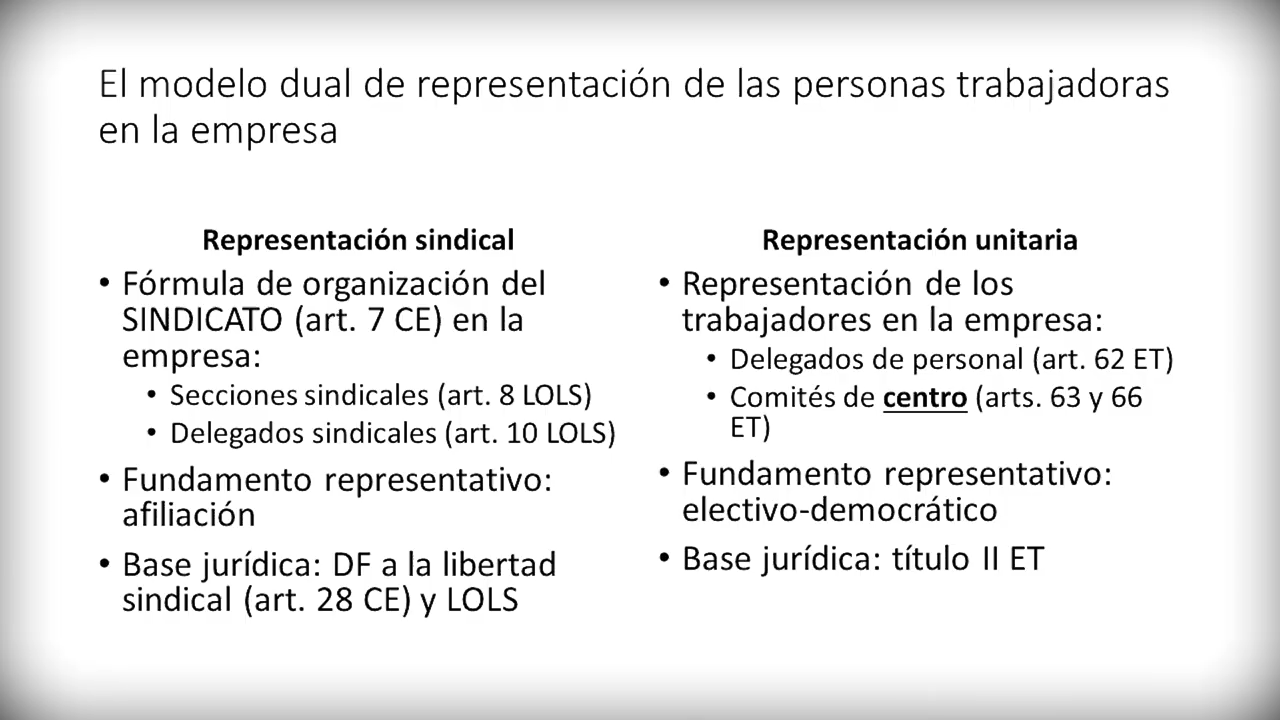 El modelo dual de representación de las personas trabajadoras
en la empresa
Representación sindical
• Fórmula de organización del
SINDICATO (art. 7 CE) en la
empresa:
• Secciones sindicales (art. 8 LOLS)
• Delegados sindicales (art. 10 LOLS)
• Fundamento representativo:
afiliación
• Base jurídica: DF a la libertad
sindical (art. 28 CE) y LOLS
Representación unitaria
• Representación de los
trabajadores en la empresa:
• Delegados de personal (art. 62 ET)
• Comités de centro (arts. 63 y 66
ET)
• Fundamento representativo:
electivo-democrático
• Base jurídica: título II ET